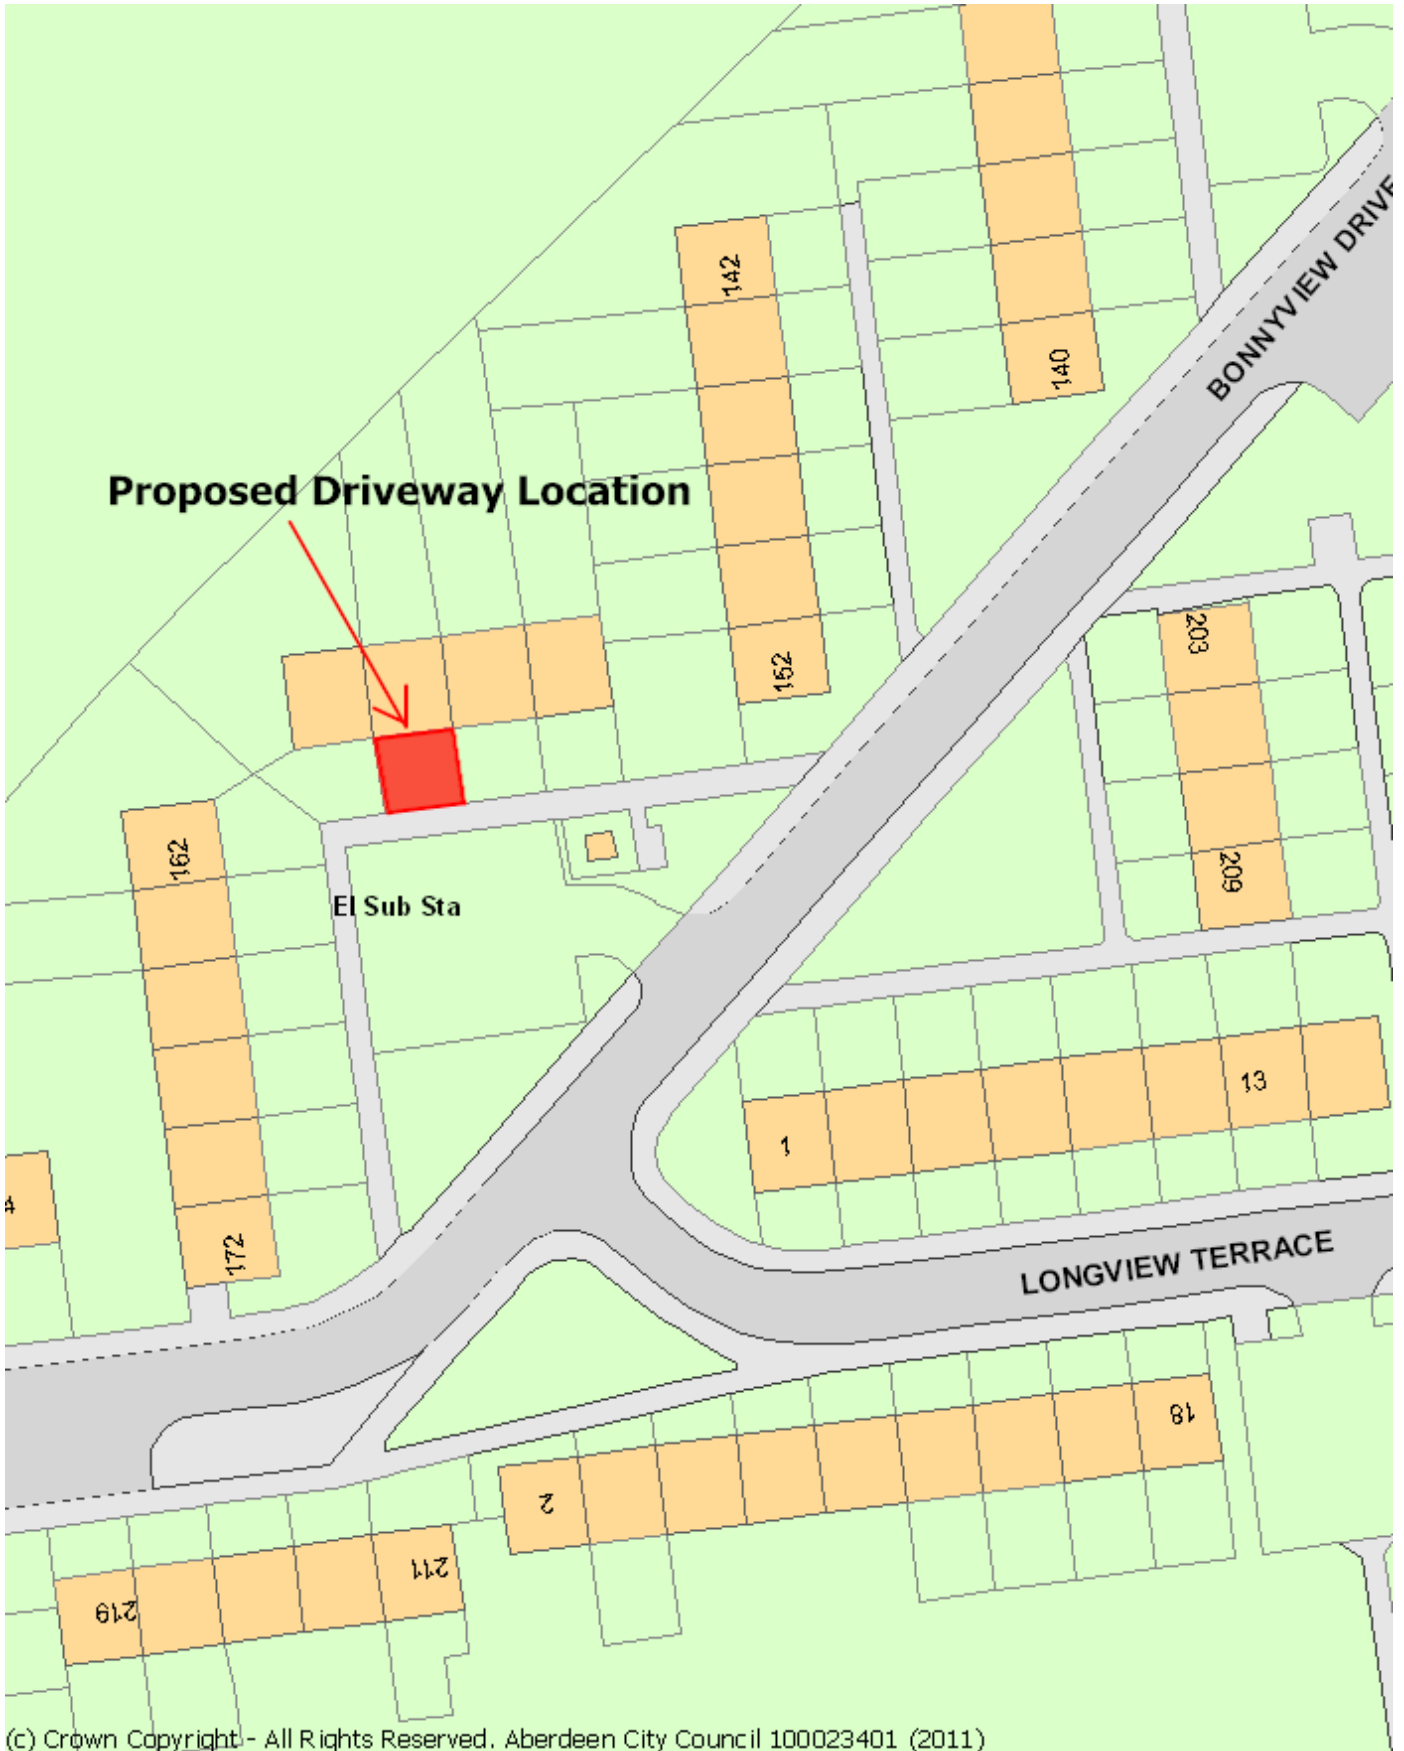 BONNYVIEW DRIVE
142
140
Proposed Driveway Location
152
203
162
209
El Sub Sta
13
1
4
172
LONGVIEW TERRACE
18
2
211
219
(c) Crown Copyright - All Rights Reserved. Aberdeen City Council 100023401 (2011)